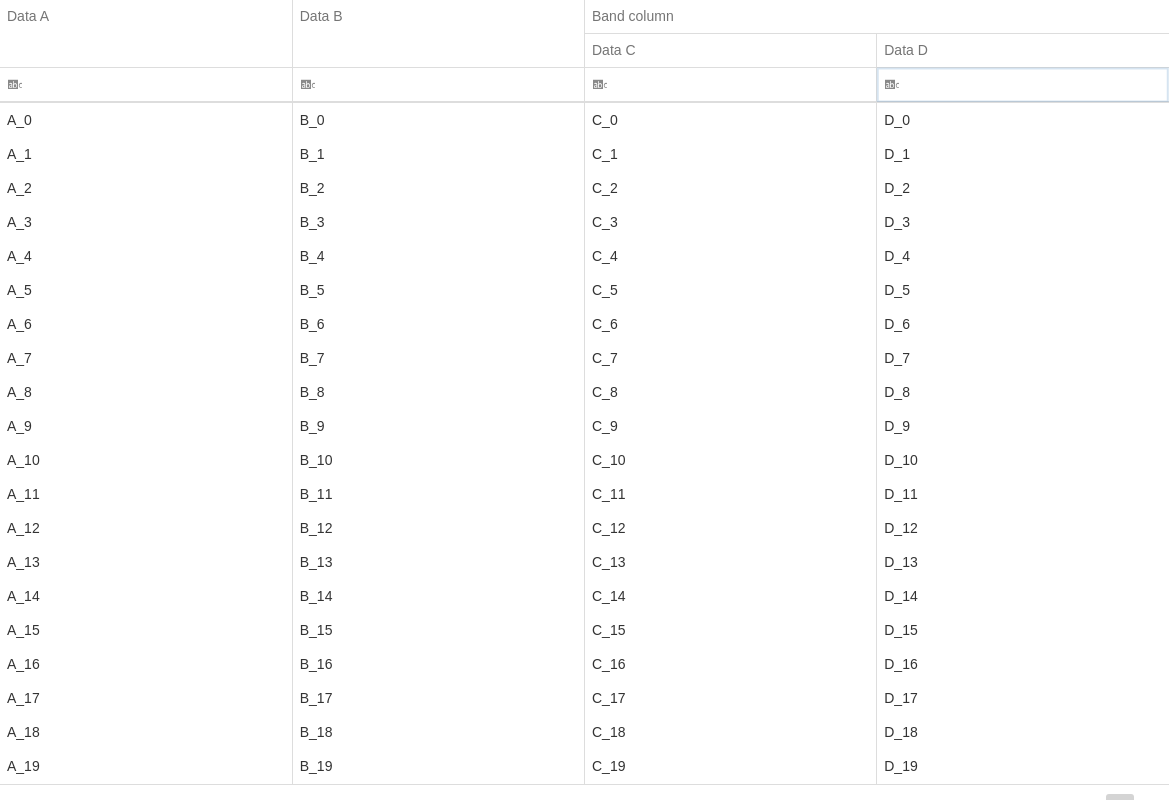 Data A Data B Band column
Data C Data D
abc abc abc abc
A_0 B_0 C_0 D_0
A_1 B_1 C_1 D_1
A_2 B_2 C_2 D_2
A_3 B_3 C_3 D_3
A_4 B_4 C_4 D_4
A_5 B_5 C_5 D_5
A_6 B_6 C_6 D_6
A_7 B_7 C_7 D_7
A_8 B_8 C_8 D_8
A_9 B_9 C_9 D_9
A_10 B_10 C_10 D_10
A_11 B_11 C_11 D_11
A_12 B_12 C_12 D_12
A_13 B_13 C_13 D_13
A_14 B_14 C_14 D_14
A_15 B_15 C_15 D_15
A_16 B_16 C_16 D_16
A_17 B_17 C_17 D_17
A_18 B_18 C_18 D_18
A_19 B_19 C_19 D_19